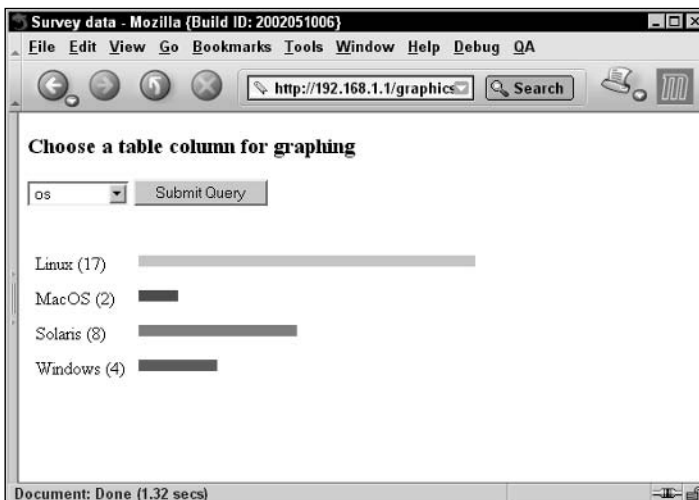 Survey data - Mozilla {Build ID: 2002051006}
File Edit View Go Bookmarks Tools Window Help Debug QA
http://192.168.1.1/graphics
Search
Choose a table column for graphing
os
Submit Query
Linux (17)
MacOS (2)
Solaris (8)
Windows (4)
Document: Done (1.32 secs)